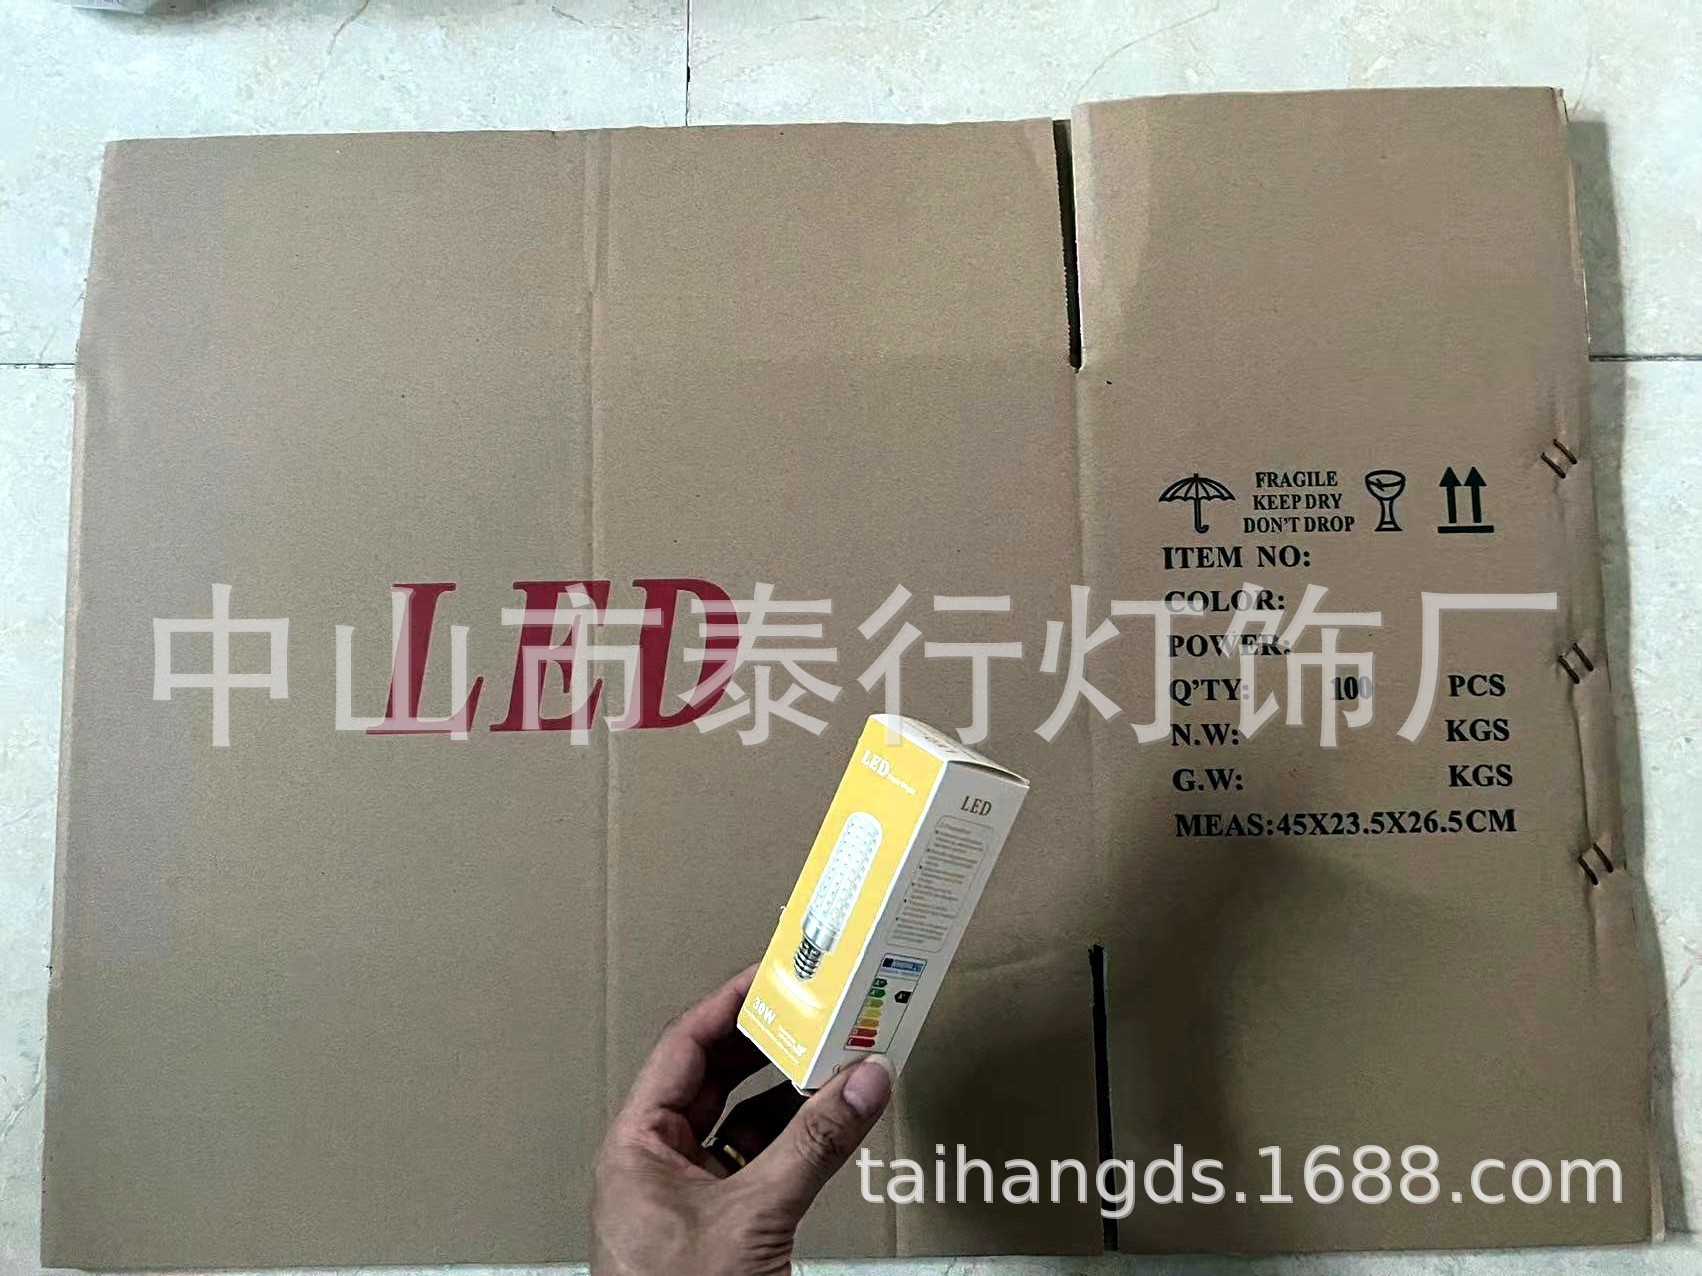 FRAGILE
KEEP DRY
DON'T DROP
ITEM NO:
COLOR:
POWER:
Q'TY: 100 PCS
N.W: KGS
G.W: KGS
MEAS:45X23.5X26.5CM
LED
中山市泰行灯饰厂
LED
LED
30W
taihangds.1688.com